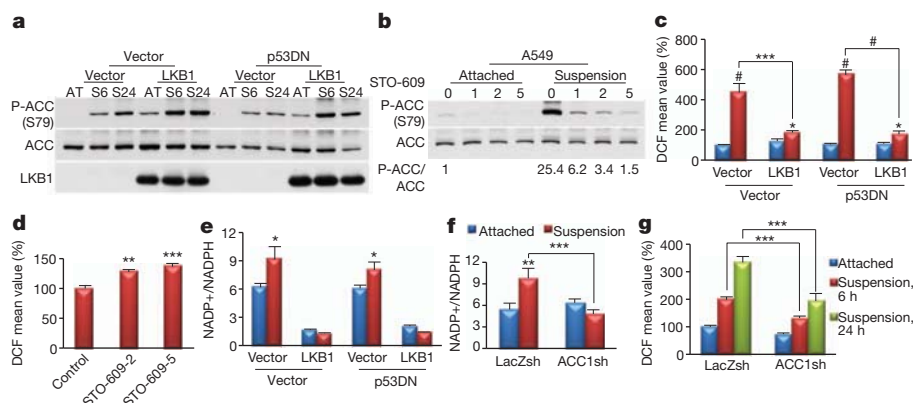 a
Vector
p53DN
Vector LKB1 Vector LKB1
AT S6 S24 AT S6 S24 AT S6 S24 AT S6 S24
P-ACC
(S79)
ACC
LKB1
b
A549
STO-609 Attached Suspension
0 1 2 5 0 1 2 5
P-ACC
(S79)
ACC
P-ACC/
ACC
1 25.4 6.2 3.4 1.5
c
DCF mean value (%)
800
600
400
200
0
# *** * # # *
Vector LKB1 Vector LKB1
Vector p53DN
d
DCF mean value (%)
150
100
50
0
** ***
Control
STO-609-2
STO-609-5
e
NADP+/NADPH
12
9
6
3
0
* *
Vector LKB1 Vector LKB1
Vector p53DN
f
Attached Suspension
NADP+/NADPH
15
10
5
0
** ***
LacZsh ACC1sh
g
DCF mean value (%)
400
300
200
100
0
***
***
LacZsh ACC1sh
Attached
Suspension,
6 h
Suspension,
24 h